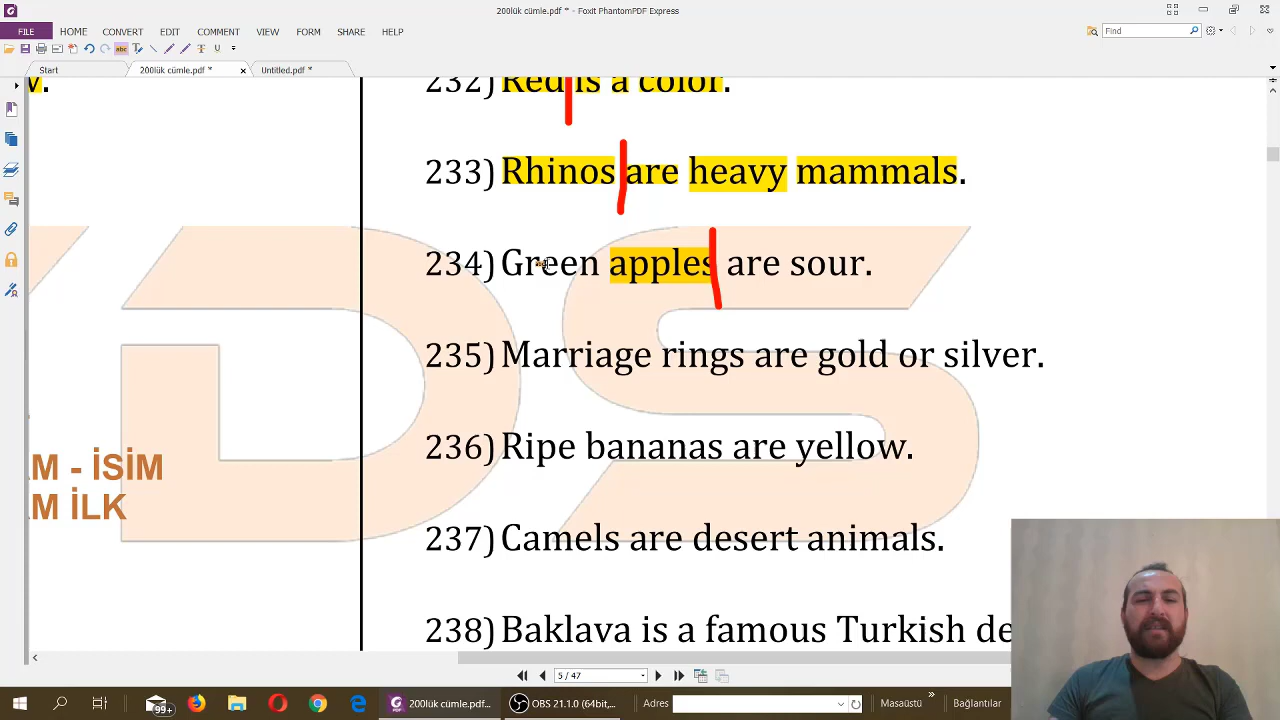 200lük cümle.pdf * - Foxit PhantomPDF Express
FILE HOME CONVERT EDIT COMMENT VIEW FORM SHARE HELP
Find
Start 200lük cümle.pdf * Untitled.pdf *
232) Red is a color.
233) Rhinos are heavy mammals.
234) Green apples are sour.
235) Marriage rings are gold or silver.
236) Ripe bananas are yellow.
M - İSİM
M İLK
237) Camels are desert animals.
238) Baklava is a famous Turkish de
5 / 47
99+ 200lük cümle.pdf... OBS 21.1.0 (64bit,... Adres Masaüstü Bağlantılar